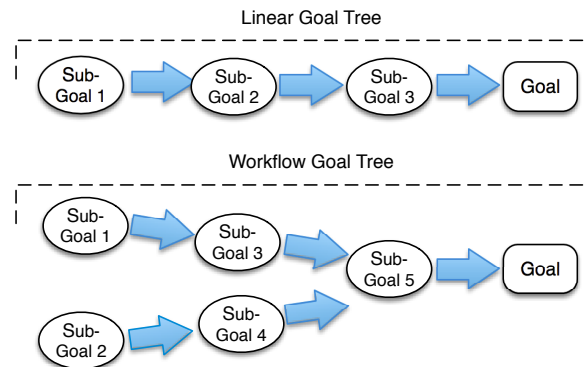 Linear Goal Tree
Sub-
Goal 1
Sub-
Goal 2
Sub-
Goal 3
Goal
Workflow Goal Tree
Sub-
Goal 1
Sub-
Goal 3
Sub-
Goal 5
Goal
Sub-
Goal 2
Sub-
Goal 4